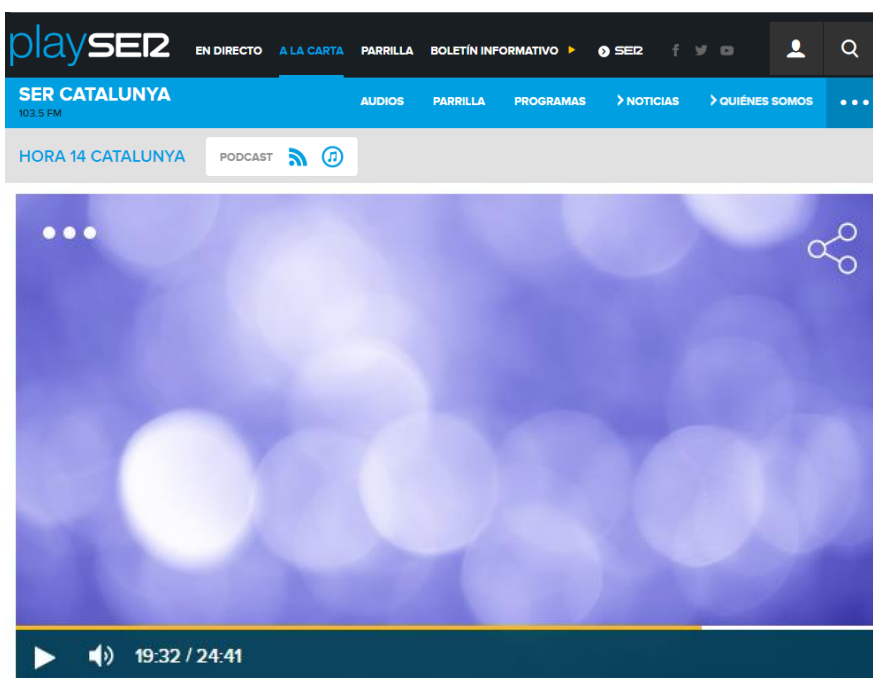 playSER EN DIRECTO A LA CARTA PARRILLA BOLETÍN INFORMATIVO SER
SER CATALUNYA AUDIOS PARRILLA PROGRAMAS NOTICIAS QUIÉNES SOMOS
103.5 FM
HORA 14 CATALUNYA PODCAST
19:32 / 24:41